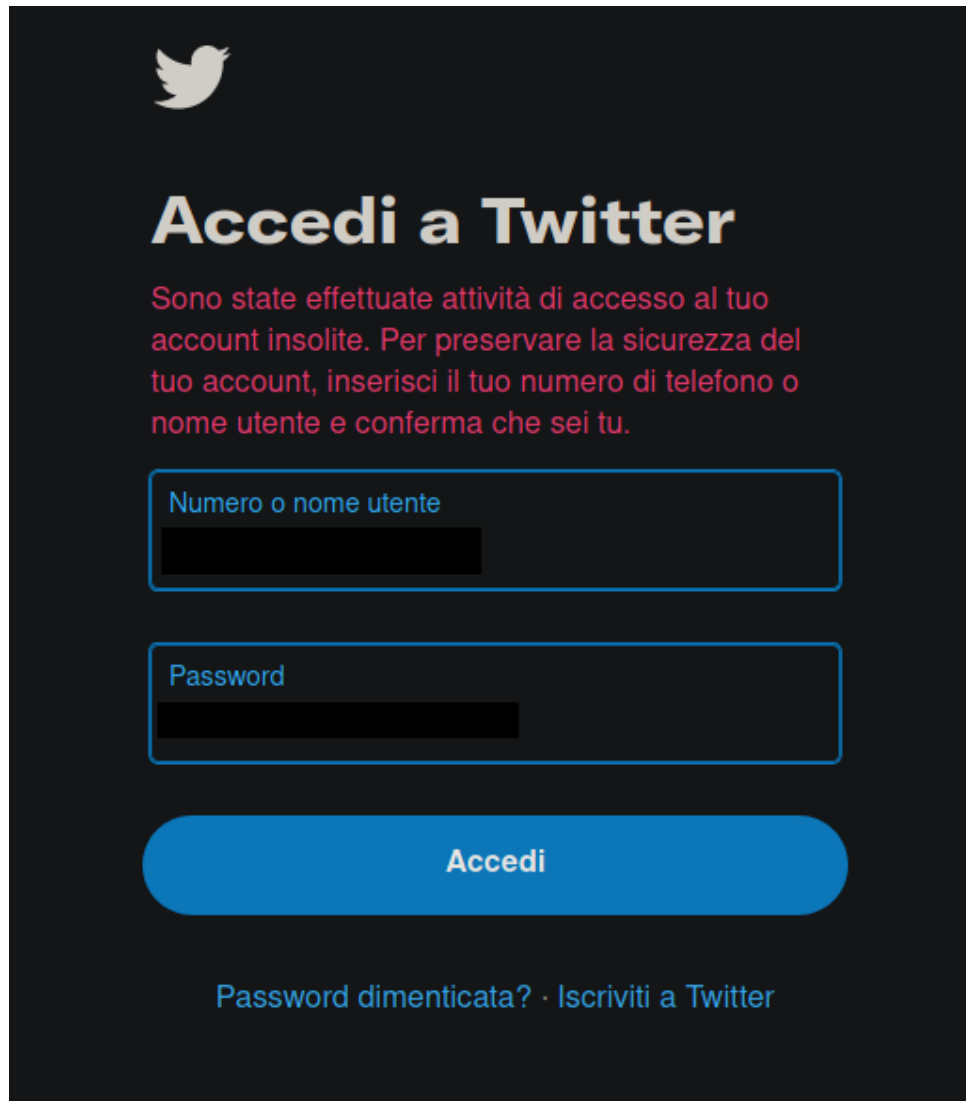 Accedi a Twitter
Sono state effettuate attività di accesso al tuo
account insolite. Per preservare la sicurezza del
tuo account, inserisci il tuo numero di telefono o
nome utente e conferma che sei tu.
Numero o nome utente
Password
Accedi
Password dimenticata? · Iscriviti a Twitter